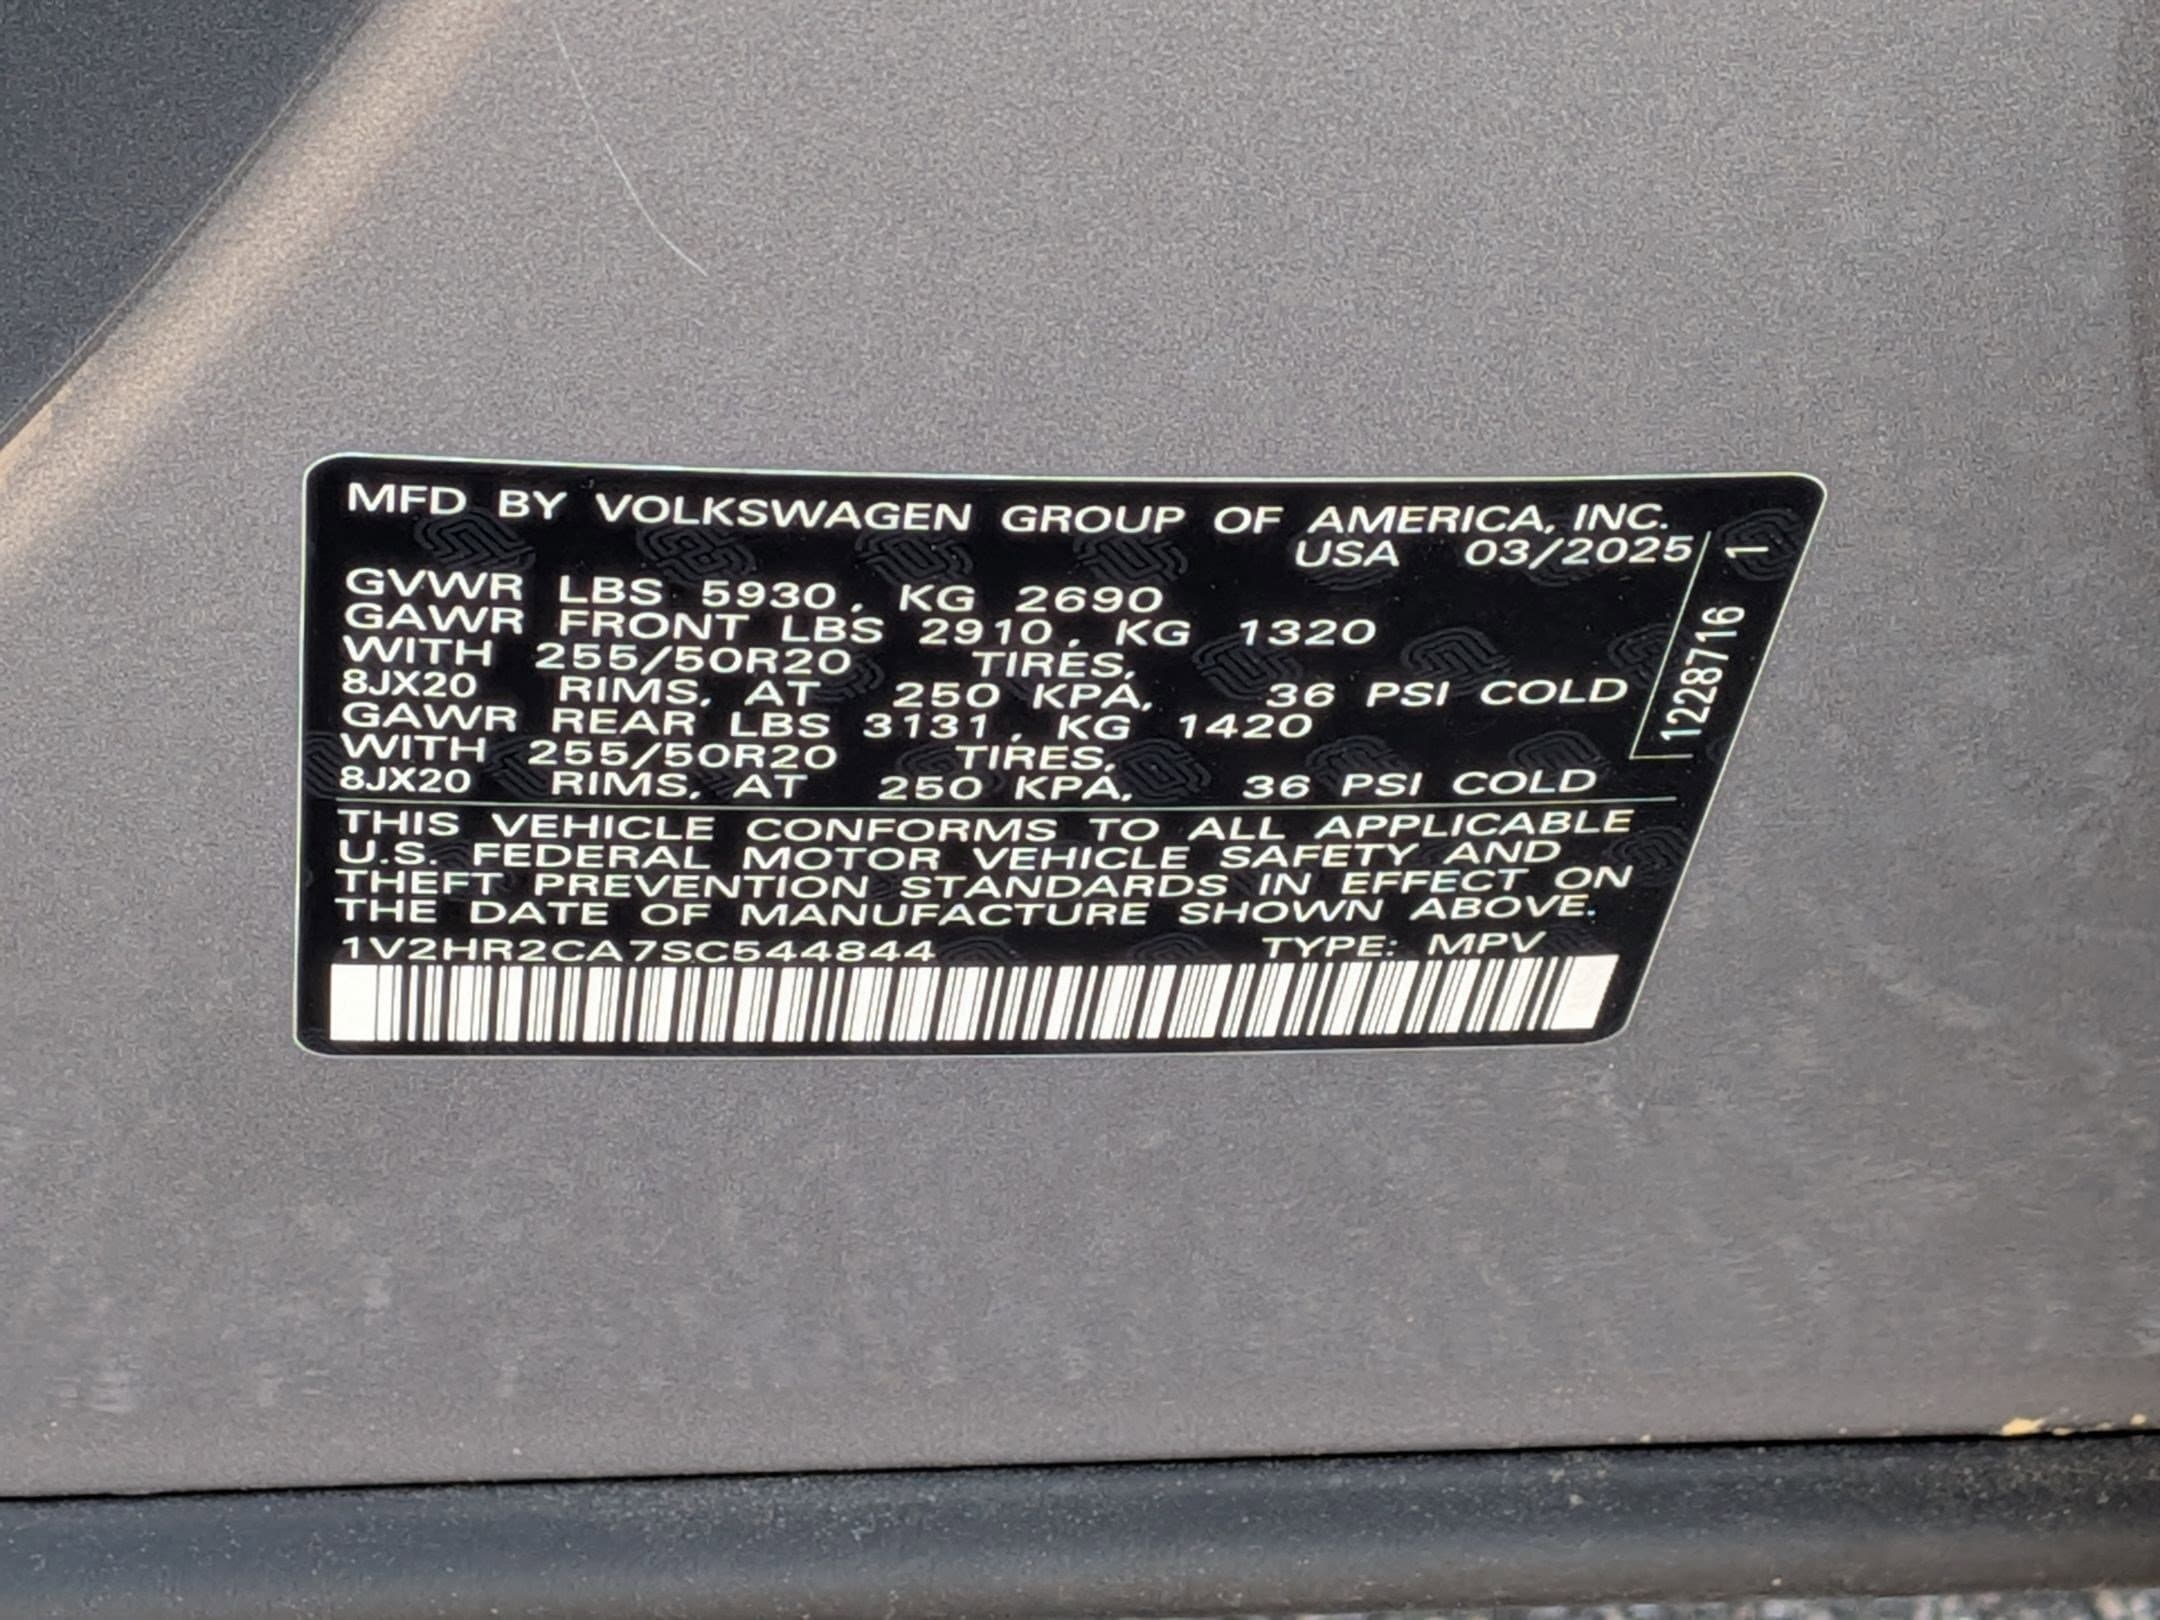 MFD BY VOLKSWAGEN GROUP OF AMERICA, INC.
USA 03/2025
GVWR LBS 5930, KG 2690
GAWR FRONT LBS 2910, KG 1320
WITH 255/50R20 TIRES,
8JX20 RIMS, AT 250 KPA, 36 PSI COLD
GAWR REAR LBS 3131, KG 1420
WITH 255/50R20 TIRES,
8JX20 RIMS, AT 250 KPA, 36 PSI COLD
THIS VEHICLE CONFORMS TO ALL APPLICABLE
U.S. FEDERAL MOTOR VEHICLE SAFETY AND
THEFT PREVENTION STANDARDS IN EFFECT ON
THE DATE OF MANUFACTURE SHOWN ABOVE.
1V2HR2CA7SC544844 TYPE: MPV
1228716 1